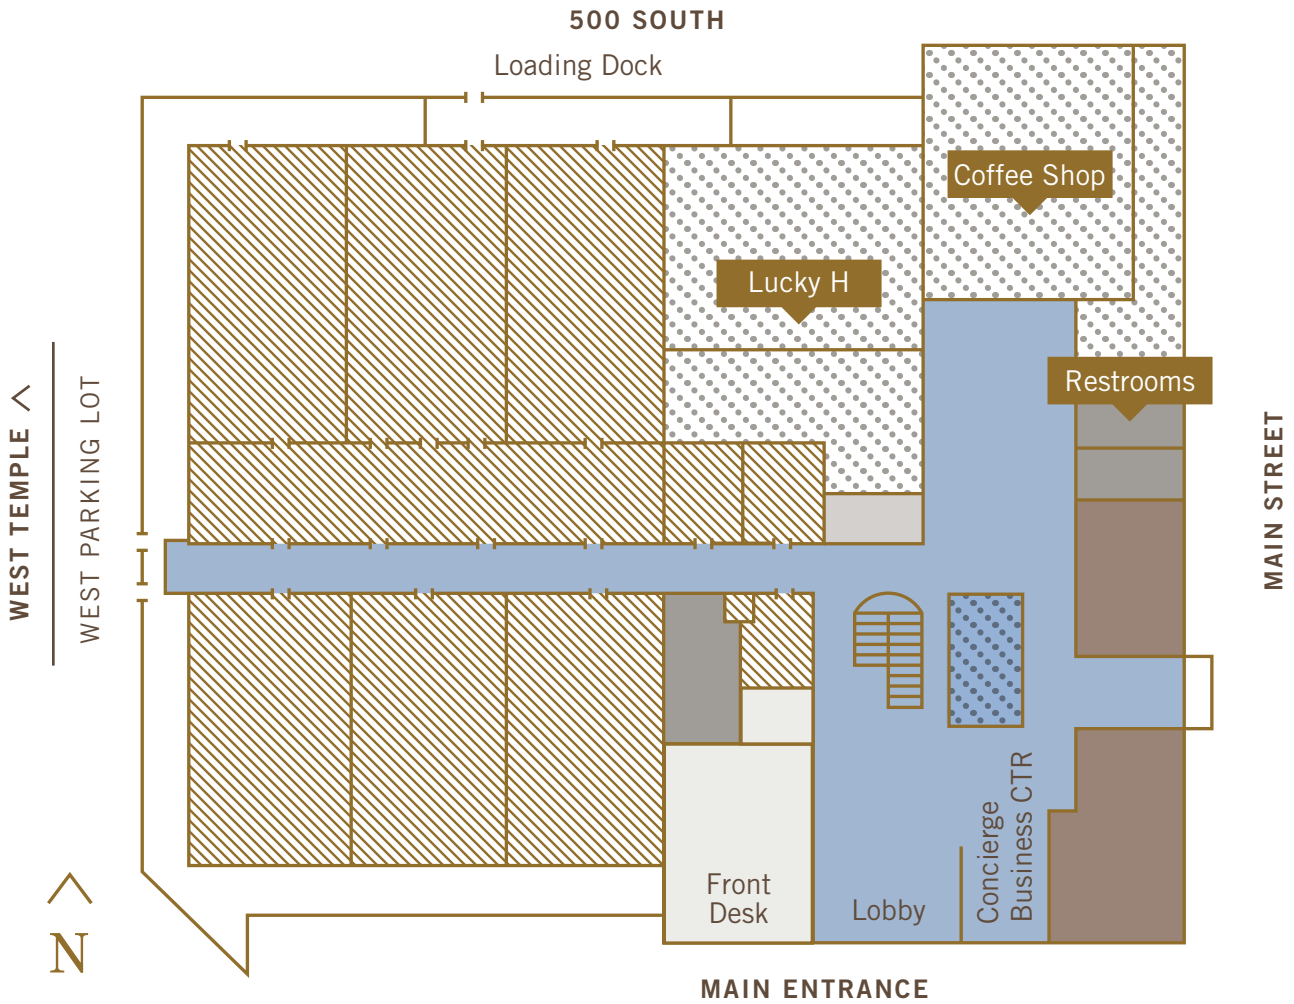 500 SOUTH
Loading Dock
Coffee Shop
Lucky H
Restrooms
WEST TEMPLE
WEST PARKING LOT
MAIN STREET
Concierge
Business CTR
Front
Desk
Lobby
N
MAIN ENTRANCE